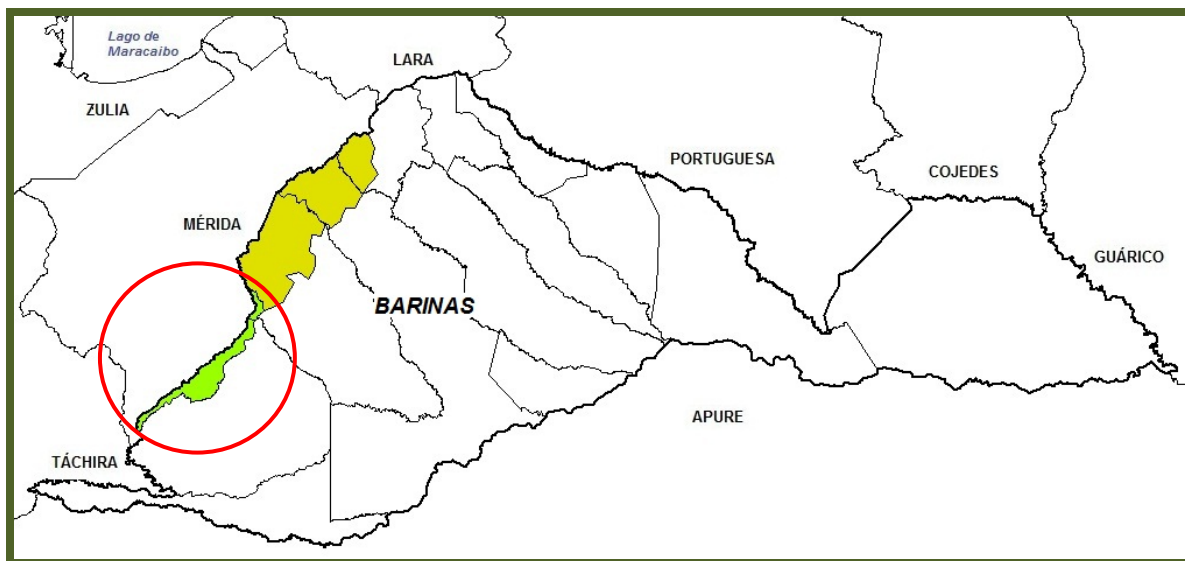 Lago de
Maracaibo
LARA
ZULIA
PORTUGUESA
COJEDES
MÉRIDA
GUÁRICO
BARINAS
APURE
TÁCHIRA